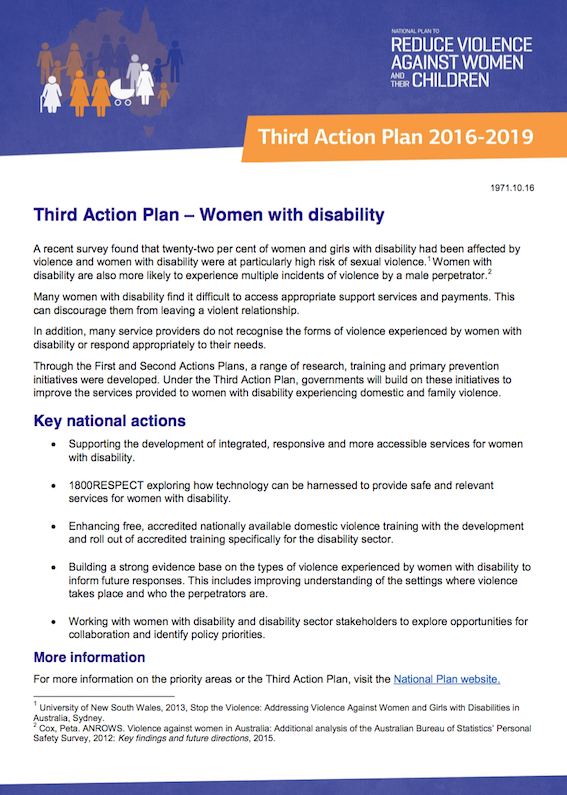 NATIONAL PLAN TO
REDUCE VIOLENCE
AGAINST WOMEN
AND THEIR CHILDREN
Third Action Plan 2016-2019
1971.10.16
Third Action Plan – Women with disability
A recent survey found that twenty-two per cent of women and girls with disability had been affected by
violence and women with disability were at particularly high risk of sexual violence.1 Women with
disability are also more likely to experience multiple incidents of violence by a male perpetrator.2
Many women with disability find it difficult to access appropriate support services and payments. This
can discourage them from leaving a violent relationship.
In addition, many service providers do not recognise the forms of violence experienced by women with
disability or respond appropriately to their needs.
Through the First and Second Actions Plans, a range of research, training and primary prevention
initiatives were developed. Under the Third Action Plan, governments will build on these initiatives to
improve the services provided to women with disability experiencing domestic and family violence.
Key national actions
• Supporting the development of integrated, responsive and more accessible services for women
with disability.
• 1800RESPECT exploring how technology can be harnessed to provide safe and relevant
services for women with disability.
• Enhancing free, accredited nationally available domestic violence training with the development
and roll out of accredited training specifically for the disability sector.
• Building a strong evidence base on the types of violence experienced by women with disability to
inform future responses. This includes improving understanding of the settings where violence
takes place and who the perpetrators are.
• Working with women with disability and disability sector stakeholders to explore opportunities for
collaboration and identify policy priorities.
More information
For more information on the priority areas or the Third Action Plan, visit the National Plan website.
1 University of New South Wales, 2013, Stop the Violence: Addressing Violence Against Women and Girls with Disabilities in
Australia, Sydney.
2 Cox, Peta. ANROWS. Violence against women in Australia: Additional analysis of the Australian Bureau of Statistics' Personal
Safety Survey, 2012: Key findings and future directions, 2015.